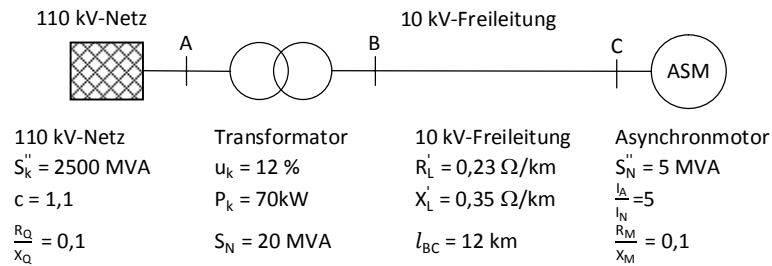 110 kV-Netz 10 kV-Freileitung
A B C ASM
110 kV-Netz Transformator 10 kV-Freileitung Asynchronmotor
S''k = 2500 MVA uk = 12 % R'L = 0,23 Ω/km S''N = 5 MVA
c = 1,1 Pk = 70kW X'L = 0,35 Ω/km IA/IN =5
RQ/XQ = 0,1 SN = 20 MVA lBC = 12 km RM/XM = 0,1